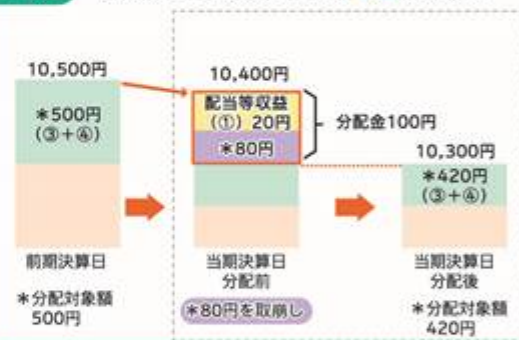 10,500円
＊500円
(③+④)
前期決算日
＊分配対象額
500円
10,400円
配当等収益
(①) 20円
＊80円
分配金100円
当期決算日
分配前
＊80円を取崩し
10,300円
＊420円
(③+④)
当期決算日
分配後
＊分配対象額
420円